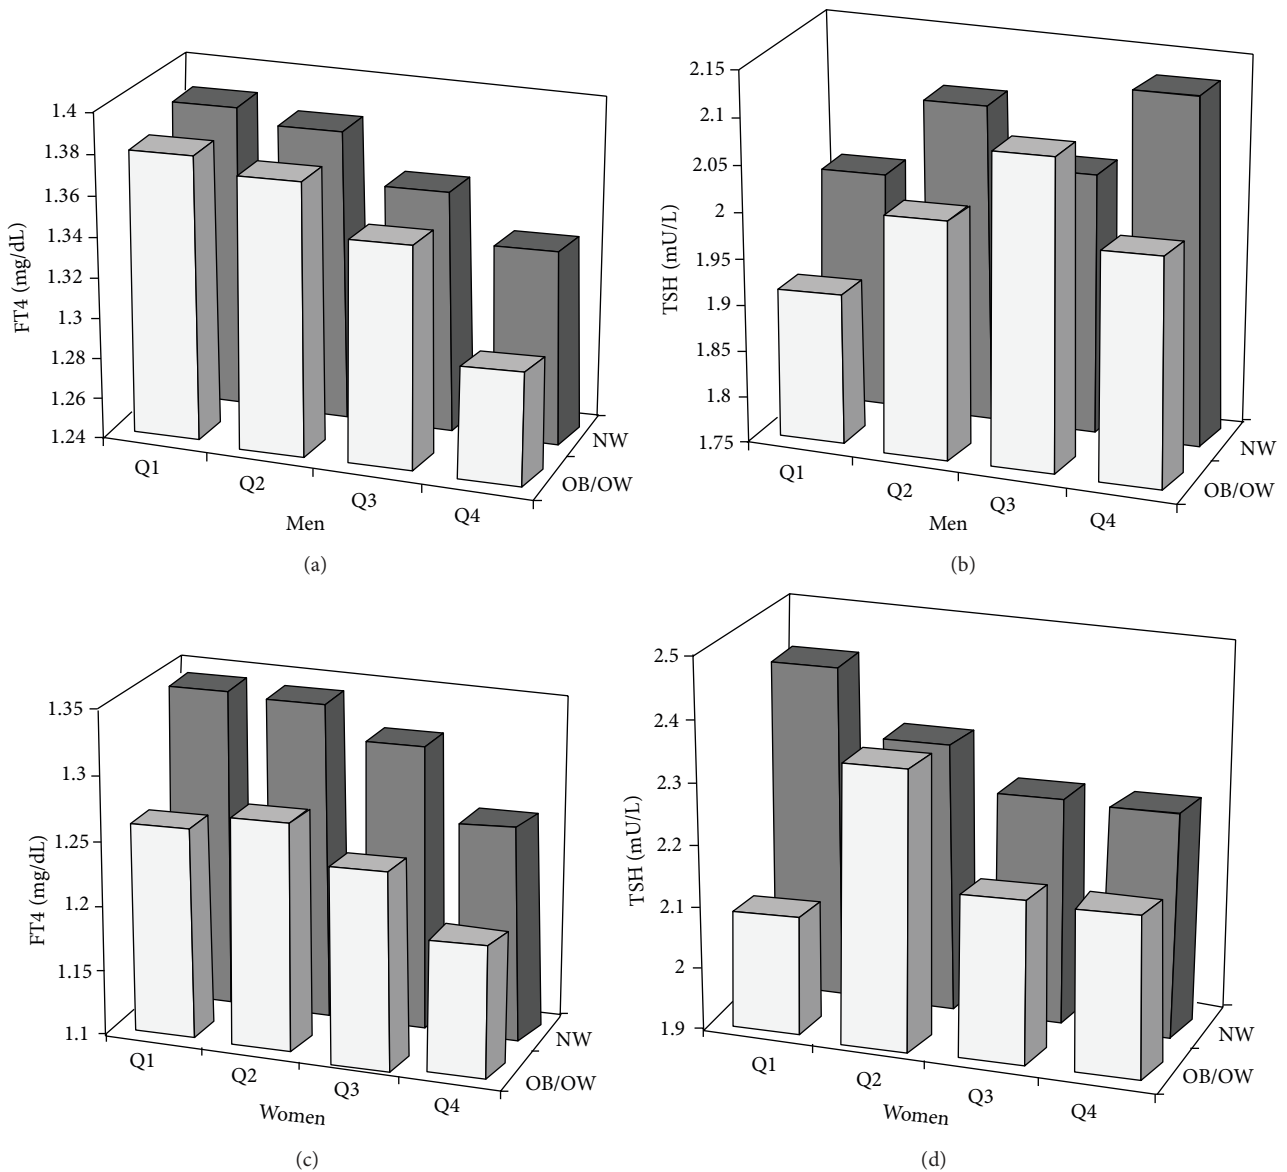 1.4
1.38
1.36
1.34
1.32
1.3
1.28
1.26
1.24
FT4 (mg/dL)
Q1
Q2
Q3
Q4
NW
OB/OW
Men
(a)
2.15
2.1
2.05
2
1.95
1.9
1.85
1.8
1.75
TSH (mU/L)
Q1
Q2
Q3
Q4
NW
OB/OW
Men
(b)
1.35
1.3
1.25
1.2
1.15
1.1
FT4 (mg/dL)
Q1
Q2
Q3
Q4
NW
OB/OW
Women
(c)
2.5
2.4
2.3
2.2
2.1
2
1.9
TSH (mU/L)
Q1
Q2
Q3
Q4
NW
OB/OW
Women
(d)